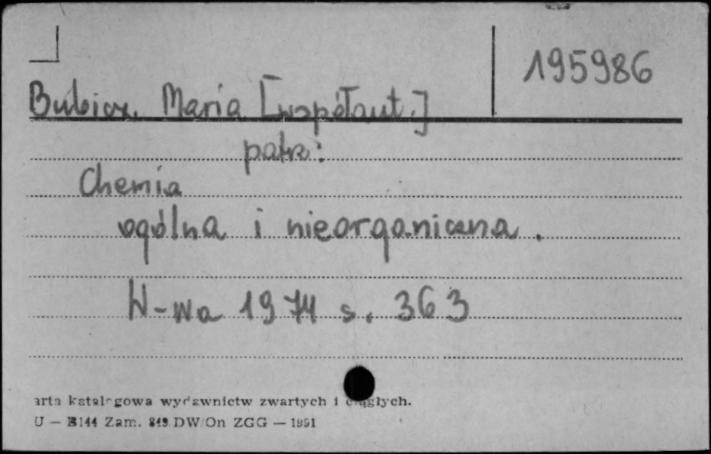 195986
Bubicz, Maria [współaut.]
patrz:
Chemia
ogólna i nieorganiczna.
W-wa 1974 s. 363
arta katalogowa wydawnictw zwartych i ciągłych.
U — B144 Zam. 849 DW/On ZGG — 1951